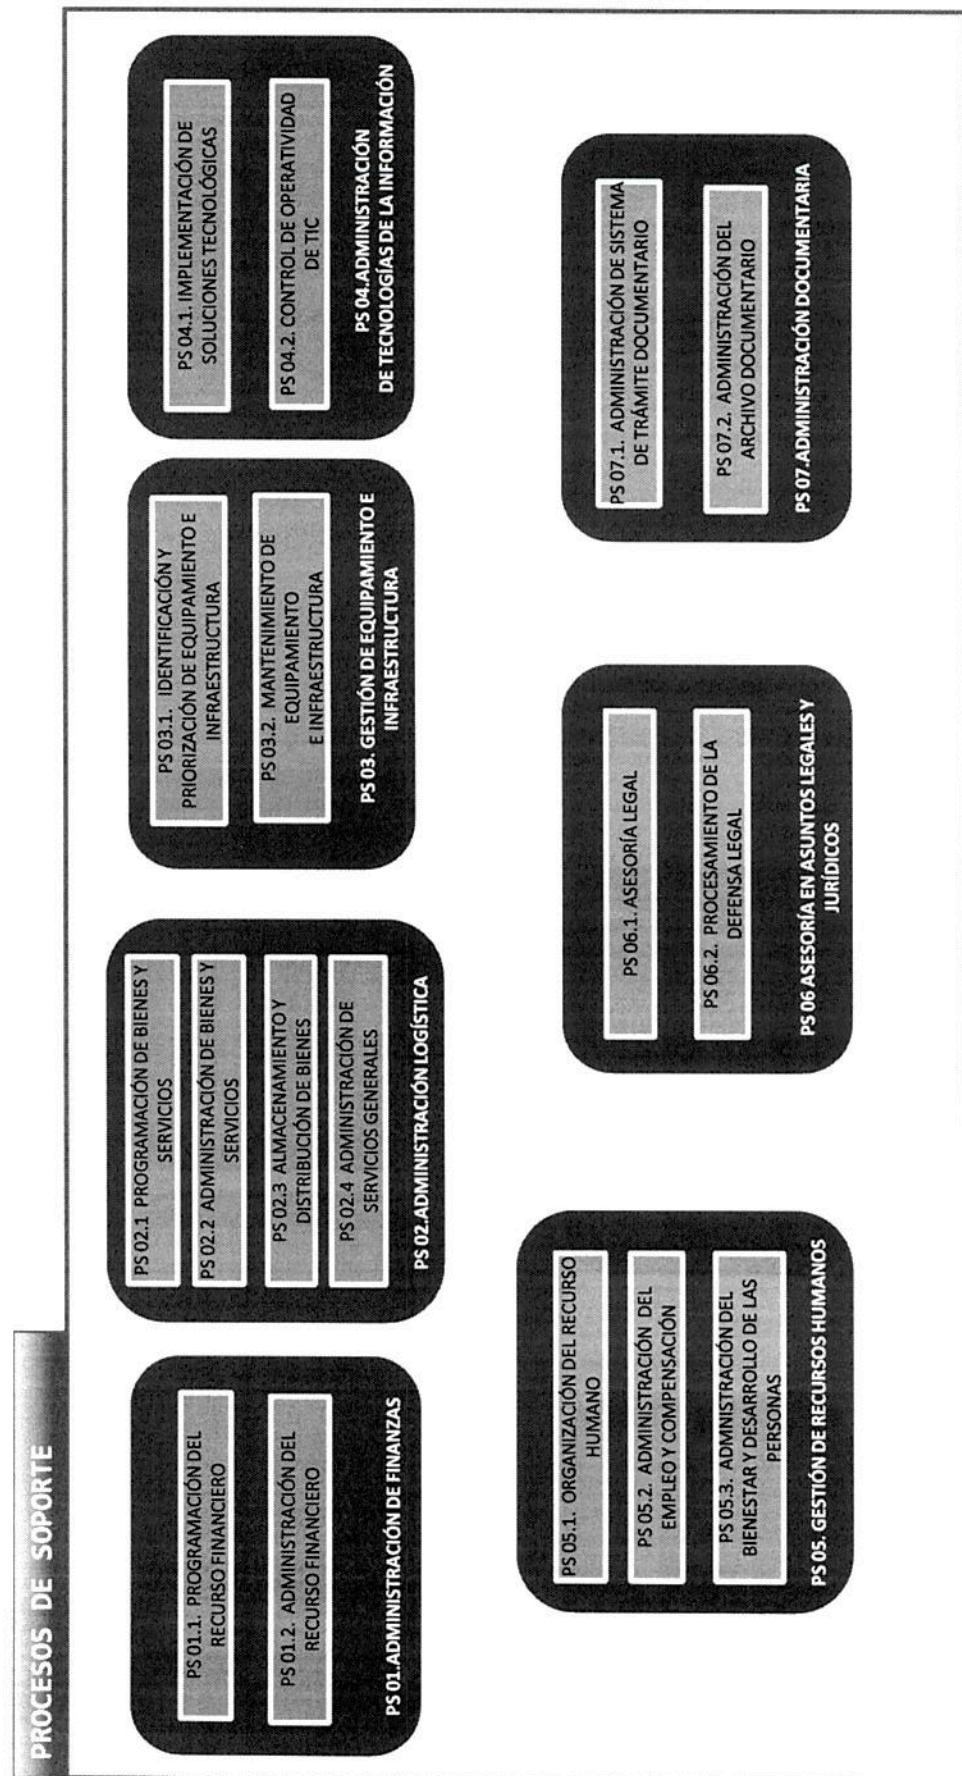 PROCESOS DE SOPORTE
PS 01.1. PROGRAMACIÓN DEL
RECURSO FINANCIERO
PS 01.2. ADMINISTRACIÓN DEL
RECURSO FINANCIERO
PS 01.ADMINISTRACIÓN DE FINANZAS
PS 02.1 PROGRAMACIÓN DE BIENES Y
SERVICIOS
PS 02.2 ADMINISTRACIÓN DE BIENES Y
SERVICIOS
PS 02.3 ALMACENAMIENTO Y
DISTRIBUCIÓN DE BIENES
PS 02.4 ADMINISTRACIÓN DE
SERVICIOS GENERALES
PS 02.ADMINISTRACIÓN LOGÍSTICA
PS 03.1. IDENTIFICACIÓN Y
PRIORIZACIÓN DE EQUIPAMIENTO E
INFRAESTRUCTURA
PS 03.2. MANTENIMIENTO DE
EQUIPAMIENTO
E INFRAESTRUCTURA
PS 03. GESTIÓN DE EQUIPAMIENTO E
INFRAESTRUCTURA
PS 04.1. IMPLEMENTACIÓN DE
SOLUCIONES TECNOLÓGICAS
PS 04.2. CONTROL DE OPERATIVIDAD
DE TIC
PS 04.ADMINISTRACIÓN
DE TECNOLOGÍAS DE LA INFORMACIÓN
PS 05.1. ORGANIZACIÓN DEL RECURSO
HUMANO
PS 05.2. ADMINISTRACIÓN DEL
EMPLEO Y COMPENSACIÓN
PS 05.3. ADMINISTRACIÓN DEL
BIENESTAR Y DESARROLLO DE LAS
PERSONAS
PS 05. GESTIÓN DE RECURSOS HUMANOS
PS 06.1. ASESORÍA LEGAL
PS 06.2. PROCESAMIENTO DE LA
DEFENSA LEGAL
PS 06 ASESORÍA EN ASUNTOS LEGALES Y
JURÍDICOS
PS 07.1. ADMINISTRACIÓN DE SISTEMA
DE TRÁMITE DOCUMENTARIO
PS 07.2. ADMINISTRACIÓN DEL
ARCHIVO DOCUMENTARIO
PS 07.ADMINISTRACIÓN DOCUMENTARIA